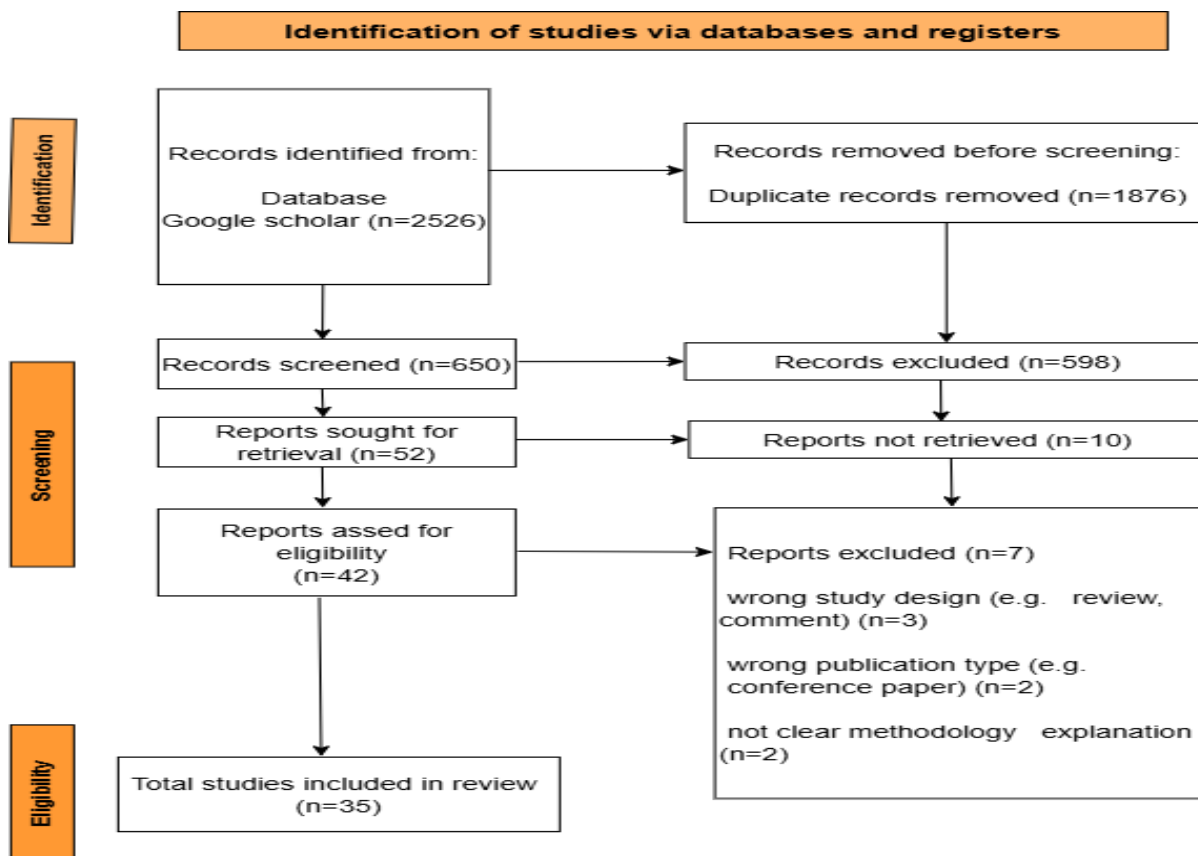 Identification of studies via databases and registers
Identification
Records identified from:
Database
Google scholar (n=2526)
Records removed before screening:
Duplicate records removed (n=1876)
Screening
Records screened (n=650)
Records excluded (n=598)
Reports sought for
retrieval (n=52)
Reports not retrieved (n=10)
Reports assed for
eligibility
(n=42)
Reports excluded (n=7)
wrong study design (e.g. review,
comment) (n=3)
wrong publication type (e.g.
conference paper) (n=2)
not clear methodology explanation
(n=2)
Eligibility
Total studies included in review
(n=35)